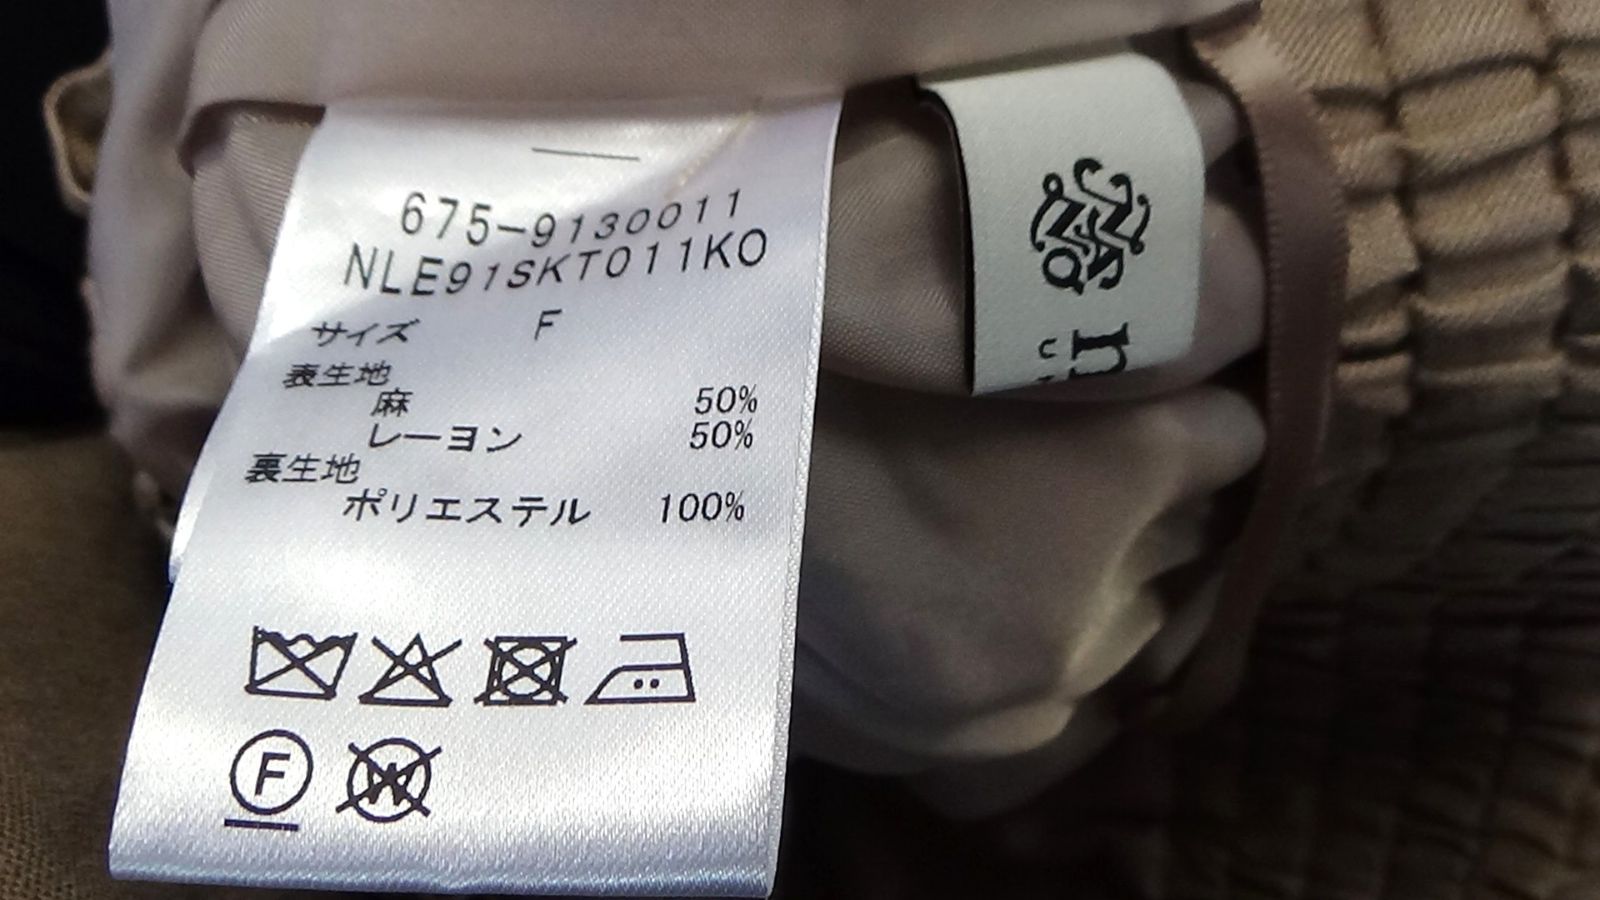 675-9130011
NLE91SKT011KO
サイズ F
表生地
麻 50%
レーヨン 50%
裏生地
ポリエステル 100%
F
W
n